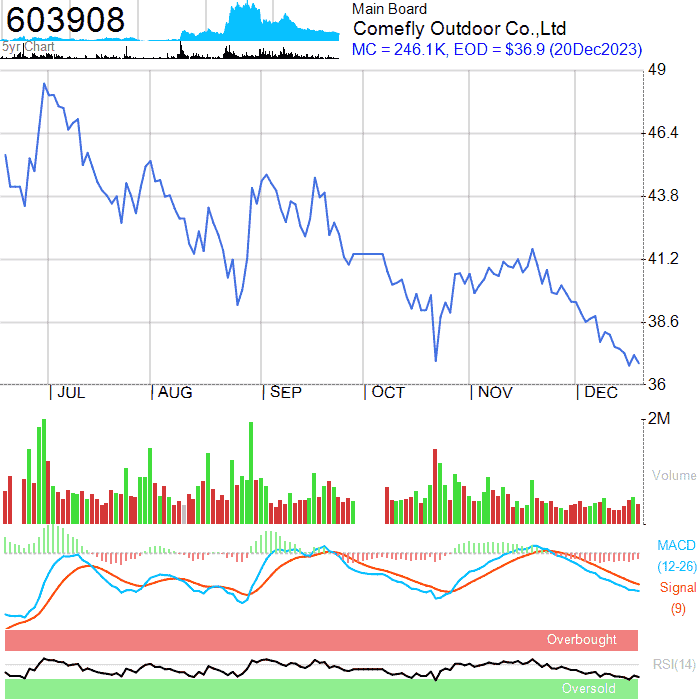 603908
5yr Chart
Main Board
Comefly Outdoor Co.,Ltd
MC = 246.1K, EOD = $36.9 (20Dec2023)
49
46.4
43.8
41.2
38.6
36
| JUL | AUG | SEP | OCT | NOV | DEC
2M
Volume
MACD
(12-26)
Signal
(9)
Overbought
RSI(14)
Oversold